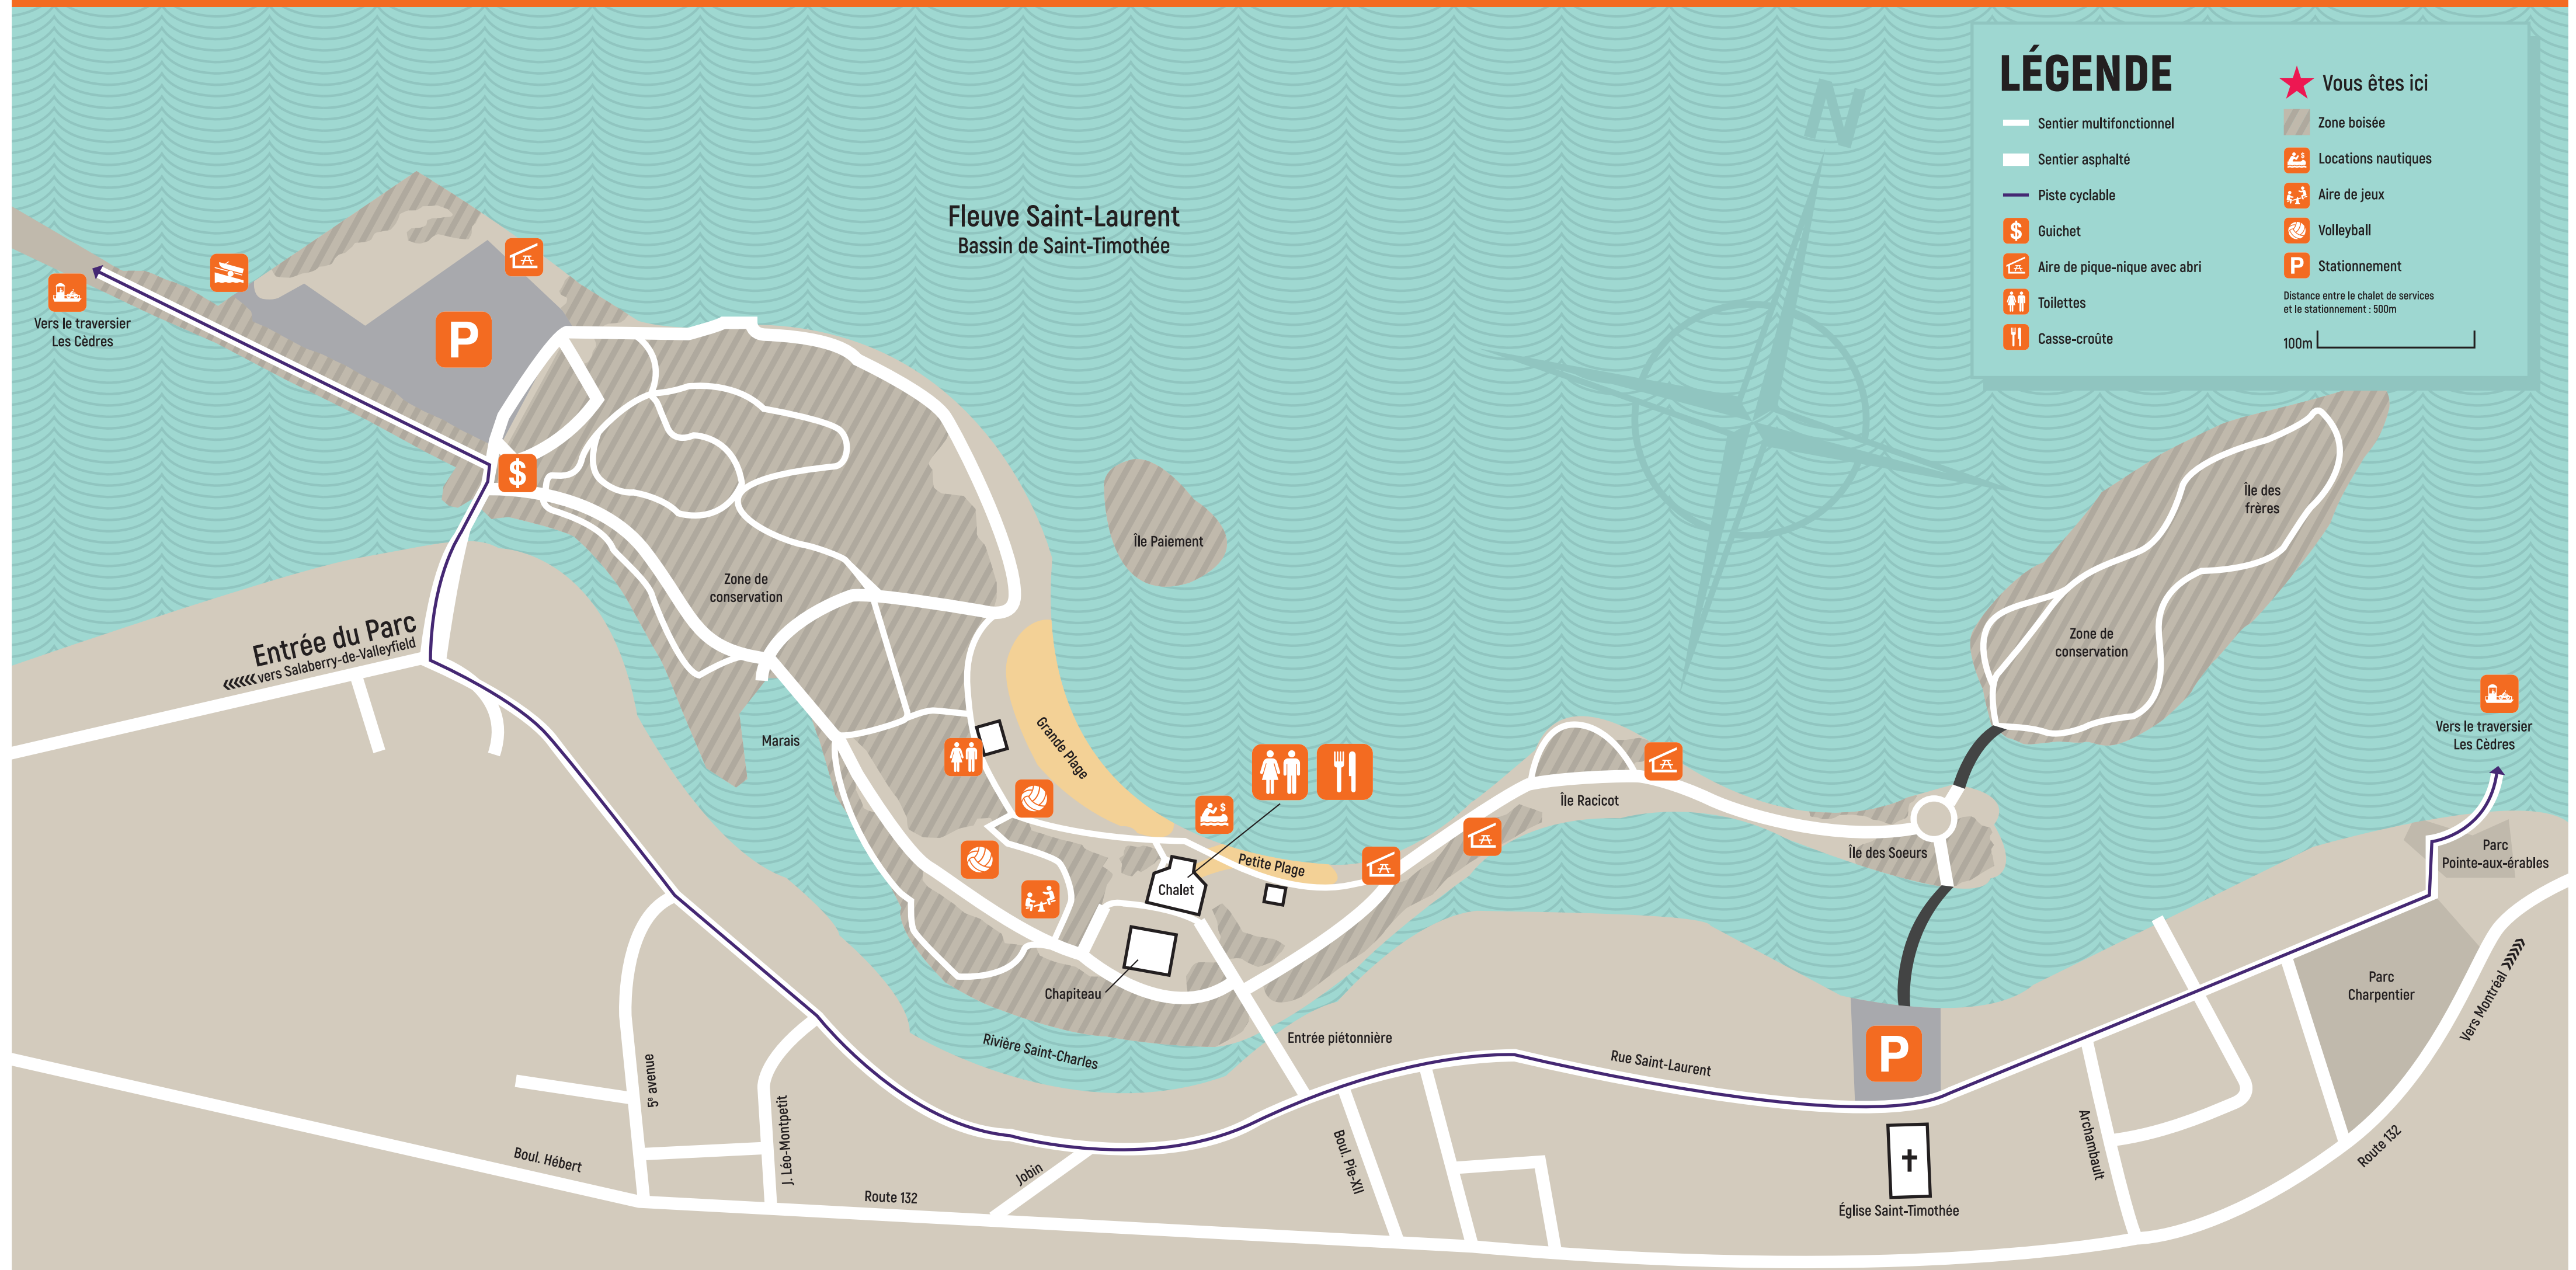 LÉGENDE
Sentier multifonctionnel
Sentier asphalté
Piste cyclable
$ Guichet
Aire de pique-nique avec abri
Toilettes
Casse-croûte
Vous êtes ici
Zone boisée
Locations nautiques
Aire de jeux
Volleyball
P Stationnement
Distance entre le chalet de services
et le stationnement : 500m
100m
N
Fleuve Saint-Laurent
Bassin de Saint-Timothée
Vers le traversier
Les Cèdres
P
$
Île Paiement
Île des
frères
Zone de
conservation
Zone de
conservation
Entrée du Parc
‹‹‹‹‹‹ vers Salaberry-de-Valleyfield
Marais
Grande Plage
Vers le traversier
Les Cèdres
Île Racicot
Petite Plage
Île des Soeurs
Parc
Pointe-aux-érables
Chalet
Chapiteau
Parc
Charpentier
Vers Montréal ››››››
Rivière Saint-Charles
Entrée piétonnière
Rue Saint-Laurent
P
5e avenue
J. Léo-Montpetit
Boul. Hébert
Jobin
Boul. Pie-XII
Archambault
Route 132
Route 132
Église Saint-Timothée